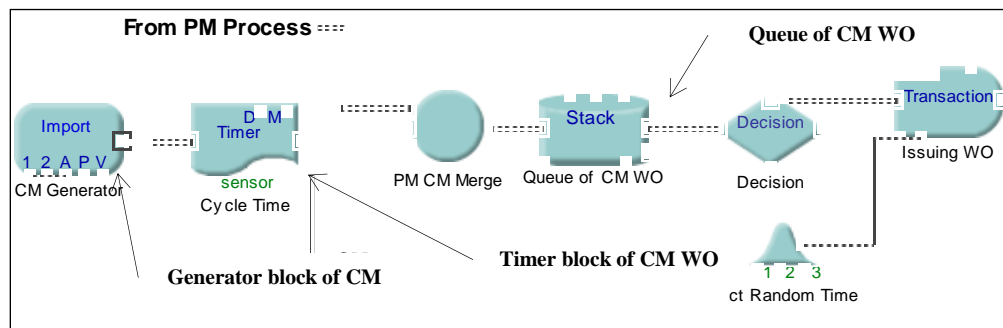 From PM Process
Queue of CM WO
Import
1 2 A P V
CM Generator
D M
Timer
sensor
Cycle Time
PM CM Merge
Stack
Queue of CM WO
Decision
Decision
Transaction
Issuing WO
Generator block of CM
Timer block of CM WO
1 2 3
ct Random Time